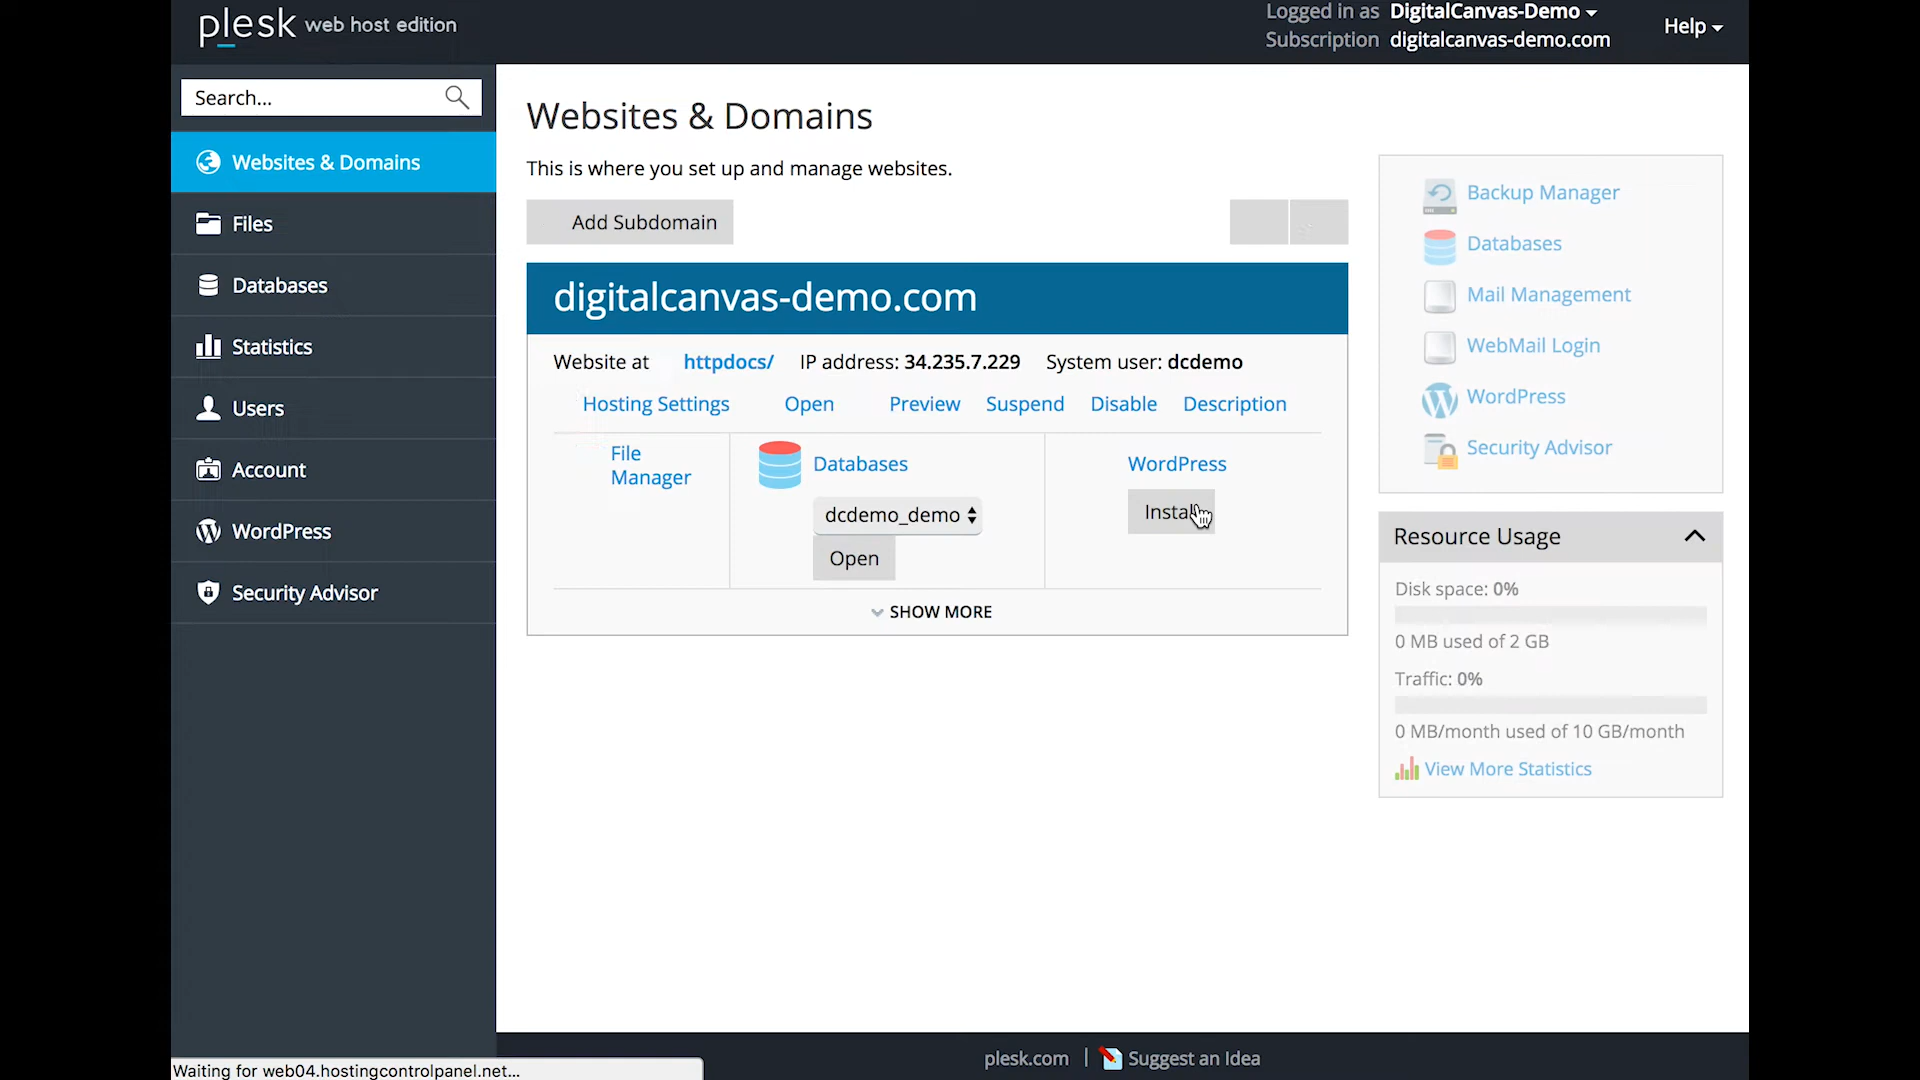 plesk web host edition
Logged in as DigitalCanvas-Demo
Subscription digitalcanvas-demo.com
Help
Search...
Websites & Domains
Files
Databases
Statistics
Users
Account
WordPress
Security Advisor
Websites & Domains
This is where you set up and manage websites.
Add Subdomain
digitalcanvas-demo.com
Website at httpdocs/ IP address: 34.235.7.229 System user: dcdemo
Hosting Settings Open Preview Suspend Disable Description
File
Manager
Databases
dcdemo_demo
Open
WordPress
Install
SHOW MORE
Backup Manager
Databases
Mail Management
WebMail Login
WordPress
Security Advisor
Resource Usage
Disk space: 0%
0 MB used of 2 GB
Traffic: 0%
0 MB/month used of 10 GB/month
View More Statistics
plesk.com | Suggest an Idea
Waiting for web04.hostingcontrolpanel.net...